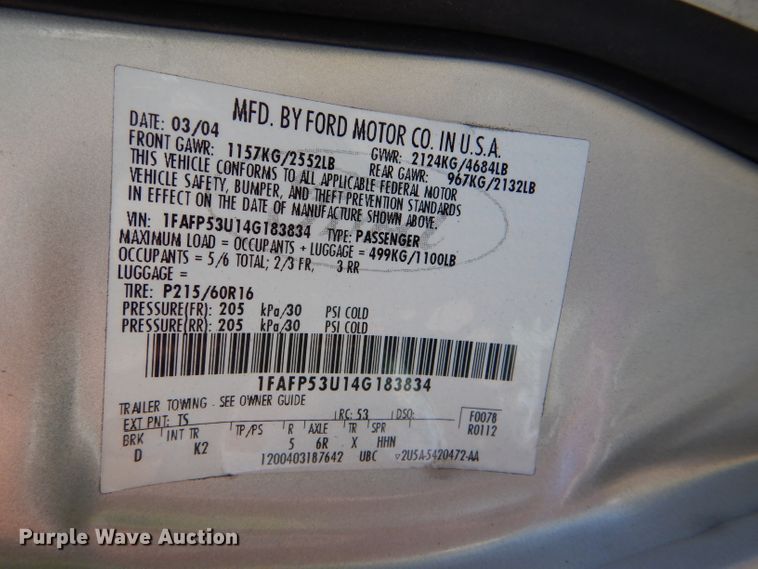 MFD. BY FORD MOTOR CO. IN U.S.A.
DATE: 03/04 GVWR: 2124KG/4684LB
FRONT GAWR: 1157KG/2552LB REAR GAWR: 967KG/2132LB
THIS VEHICLE CONFORMS TO ALL APPLICABLE FEDERAL MOTOR
VEHICLE SAFETY, BUMPER, AND THEFT PREVENTION STANDARDS
IN EFFECT ON THE DATE OF MANUFACTURE SHOWN ABOVE.
VIN: 1FAFP53U14G183834 TYPE: PASSENGER
MAXIMUM LOAD = OCCUPANTS + LUGGAGE = 499KG/1100LB
OCCUPANTS = 5/6 TOTAL; 2/3 FR, 3 RR
LUGGAGE =
TIRE: P215/60R16
PRESSURE(FR): 205 kPa/30 PSI COLD
PRESSURE(RR): 205 kPa/30 PSI COLD
1FAFP53U14G183834
TRAILER TOWING - SEE OWNER GUIDE
EXT PNT: TS RC: 53 DSO: F0078
BRK INT TR TP/PS R AXLE TR SPR R0112
D K2 5 6R X HHN
1200403187642 UBC ▽2U5A-5420472-AA
Purple Wave Auction